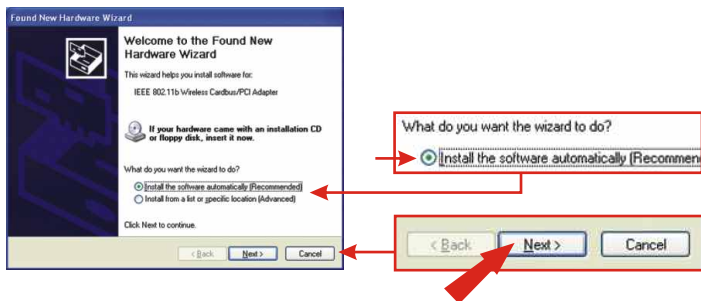 Found New Hardware Wizard
Welcome to the Found New
Hardware Wizard
This wizard helps you install software for:
IEEE 802.11b Wireless Cardbus/PCI Adapter
If your hardware came with an installation CD
or floppy disk, insert it now.
What do you want the wizard to do?
Install the software automatically (Recommended)
Install from a list or specific location (Advanced)
Click Next to continue.
< Back
Next >
Cancel
What do you want the wizard to do?
Install the software automatically (Recommen
< Back
Next >
Cancel